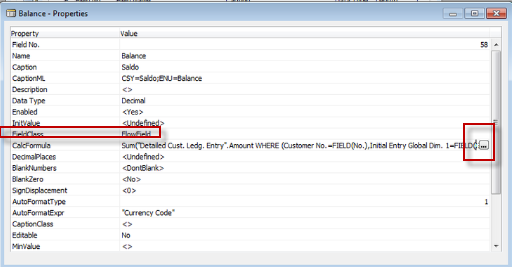 Balance - Properties
Property Value
Field No. 58
Name Balance
Caption Saldo
CaptionML CSY=Saldo;ENU=Balance
Description <>
Data Type Decimal
Enabled <Yes>
InitValue <Undefined>
FieldClass FlowField
CalcFormula Sum("Detailed Cust. Ledg. Entry".Amount WHERE (Customer No.=FIELD(No.),Initial Entry Global Dim. 1=FIELD( ...
DecimalPlaces <Undefined>
BlankNumbers <DontBlank>
BlankZero <No>
SignDisplacement <0>
AutoFormatType 1
AutoFormatExpr "Currency Code"
CaptionClass <>
Editable No
MinValue <>